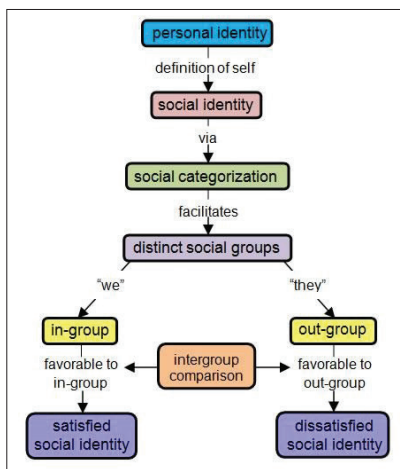 personal identity
definition of self
social identity
via
social categorization
facilitates
distinct social groups
"we"
"they"
in-group
out-group
favorable to
in-group
intergroup
comparison
favorable to
out-group
satisfied
social identity
dissatisfied
social identity